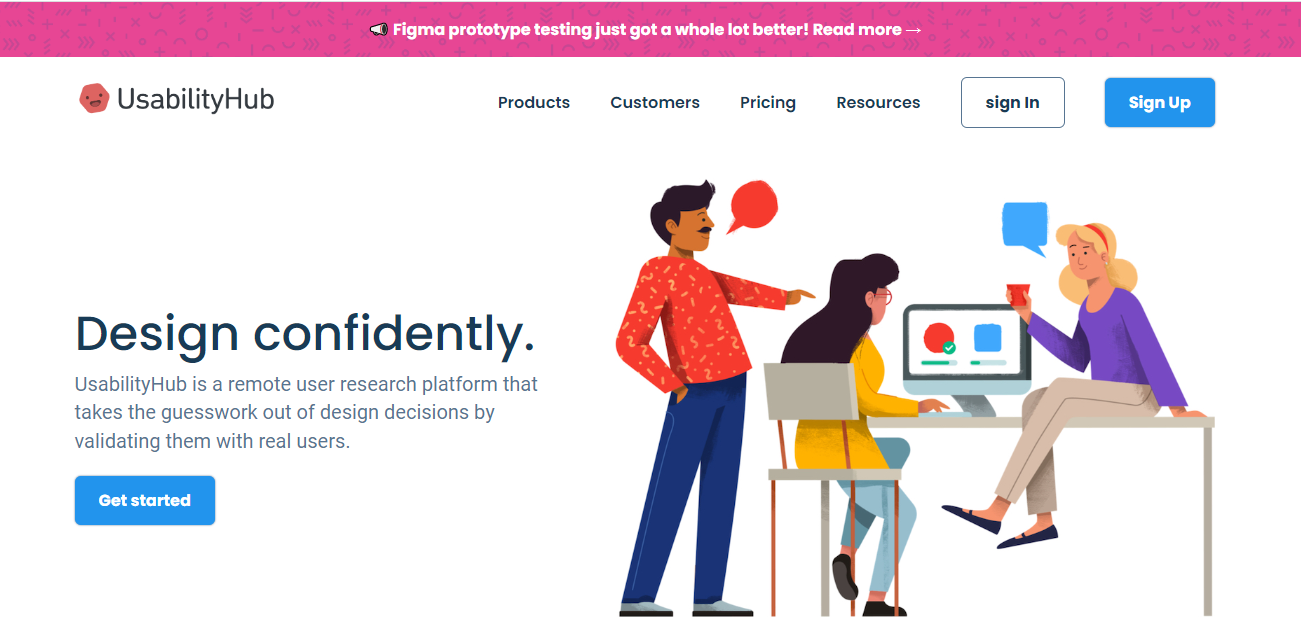 Figma prototype testing just got a whole lot better! Read more →
UsabilityHub
Products Customers Pricing Resources sign In Sign Up
Design confidently.
UsabilityHub is a remote user research platform that
takes the guesswork out of design decisions by
validating them with real users.
Get started